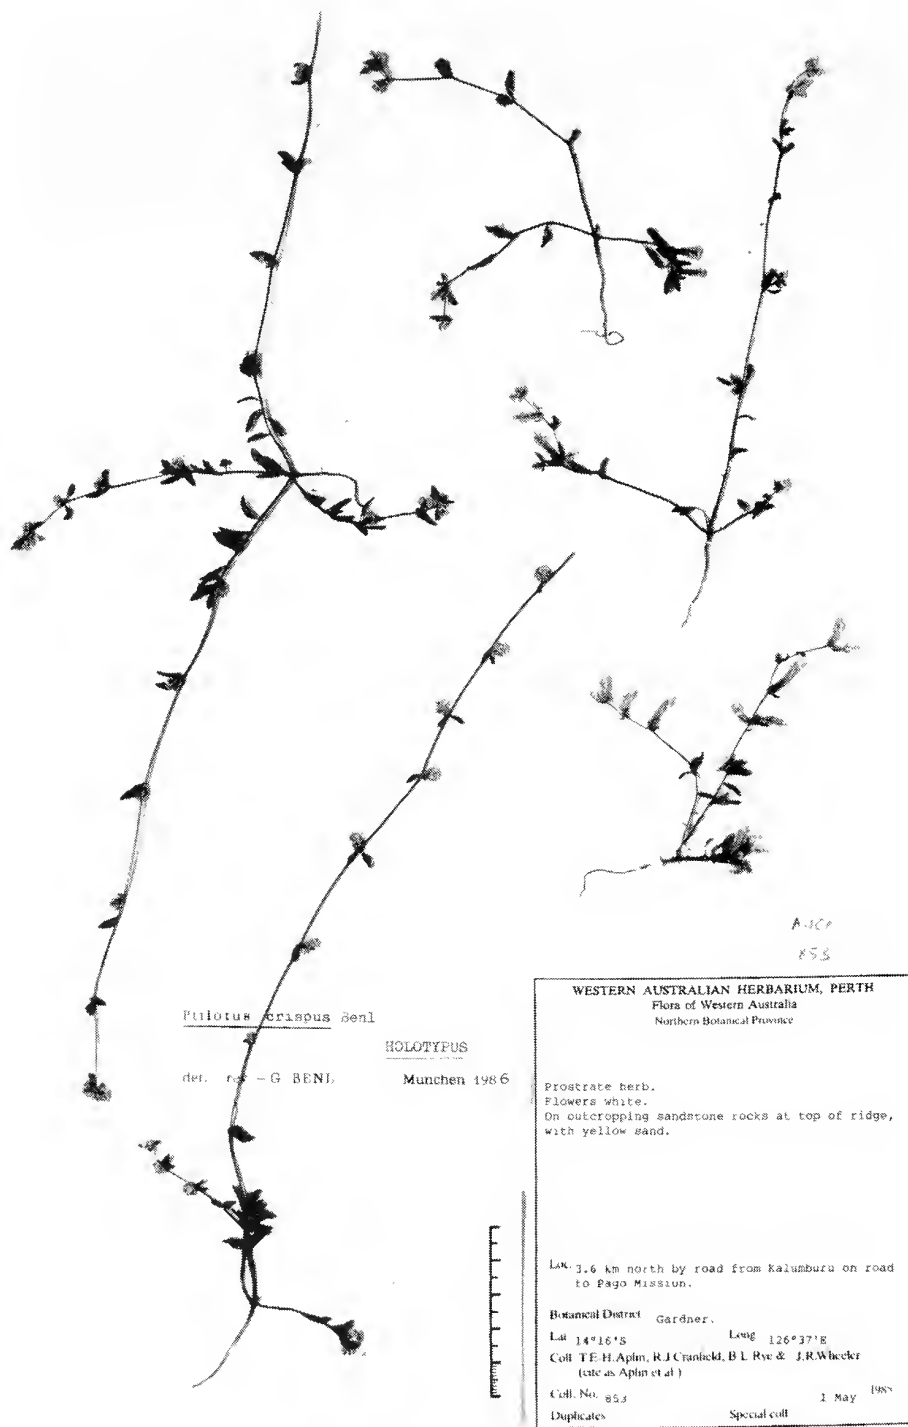 853
Ptilotus crispus Benl
HOLOTYPUS
det. - G BENL Munchen 1986
WESTERN AUSTRALIAN HERBARIUM, PERTH
Flora of Western Australia
Northern Botanical Province
Prostrate herb.
Flowers white.
On outcropping sandstone rocks at top of ridge,
with yellow sand.
Loc. 3.6 km north by road from Kalumburu on road
to Pago Mission.
Botanical District Gardner.
Lat 14°16'S Long 126°37'E
Coll T.E.H. Aplin, R.J Cranfield, B L Rye & J.R.Wheeler
(cite as Aplin et al )
Coll. No. 853 1 May
Duplicates Special coll